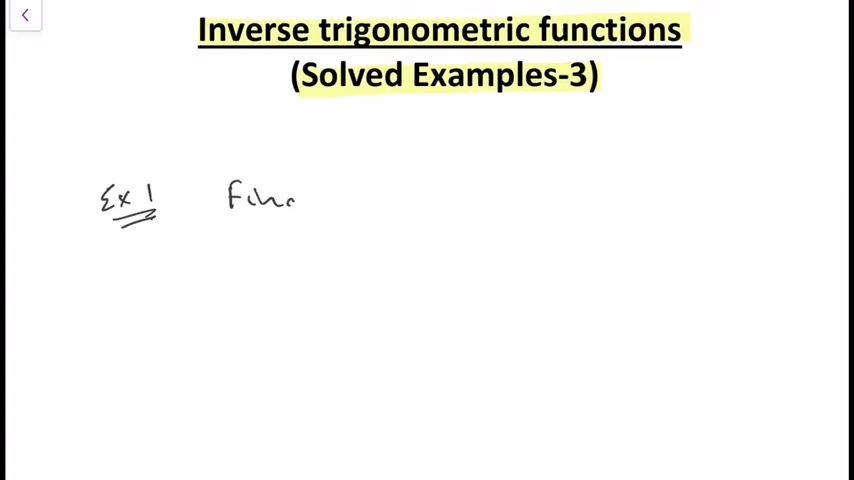 Inverse trigonometric functions
(Solved Examples-3)
Ex 1